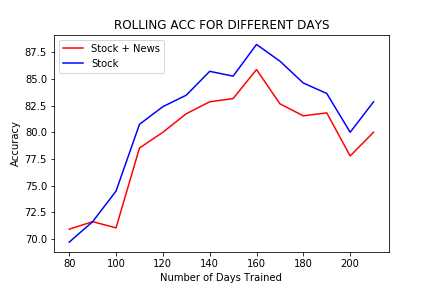 ROLLING ACC FOR DIFFERENT DAYS
Stock + News
Stock
87.5
85.0
82.5
80.0
77.5
75.0
72.5
70.0
Accuracy
80 100 120 140 160 180 200
Number of Days Trained